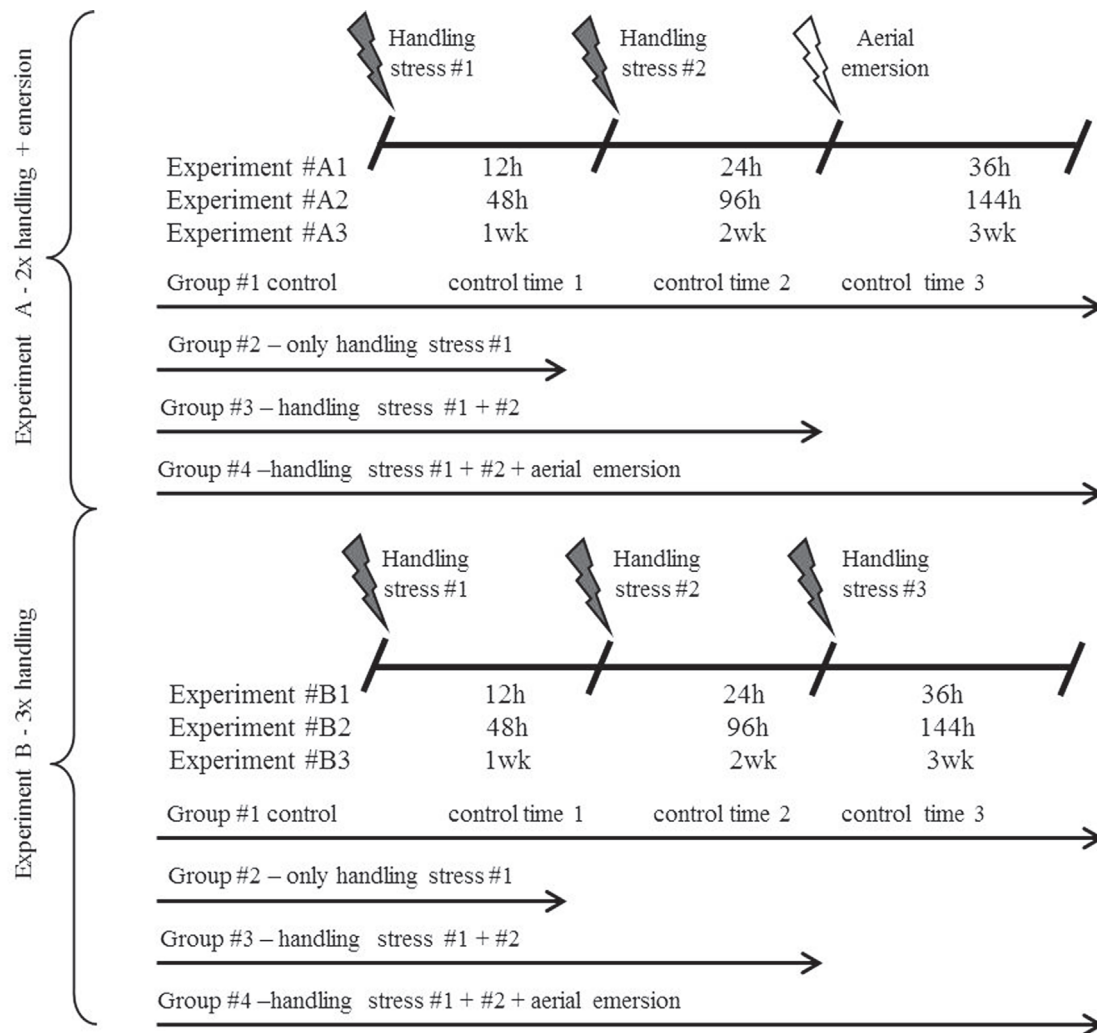 Experiment A - 2x handling + emersion
Handling
stress #1
Handling
stress #2
Aerial
emersion
Experiment #A1 12h 24h 36h
Experiment #A2 48h 96h 144h
Experiment #A3 1wk 2wk 3wk
Group #1 control control time 1 control time 2 control time 3
Group #2 – only handling stress #1
Group #3 – handling stress #1 + #2
Group #4 –handling stress #1 + #2 + aerial emersion
Experiment B - 3x handling
Handling
stress #1
Handling
stress #2
Handling
stress #3
Experiment #B1 12h 24h 36h
Experiment #B2 48h 96h 144h
Experiment #B3 1wk 2wk 3wk
Group #1 control control time 1 control time 2 control time 3
Group #2 – only handling stress #1
Group #3 – handling stress #1 + #2
Group #4 –handling stress #1 + #2 + aerial emersion